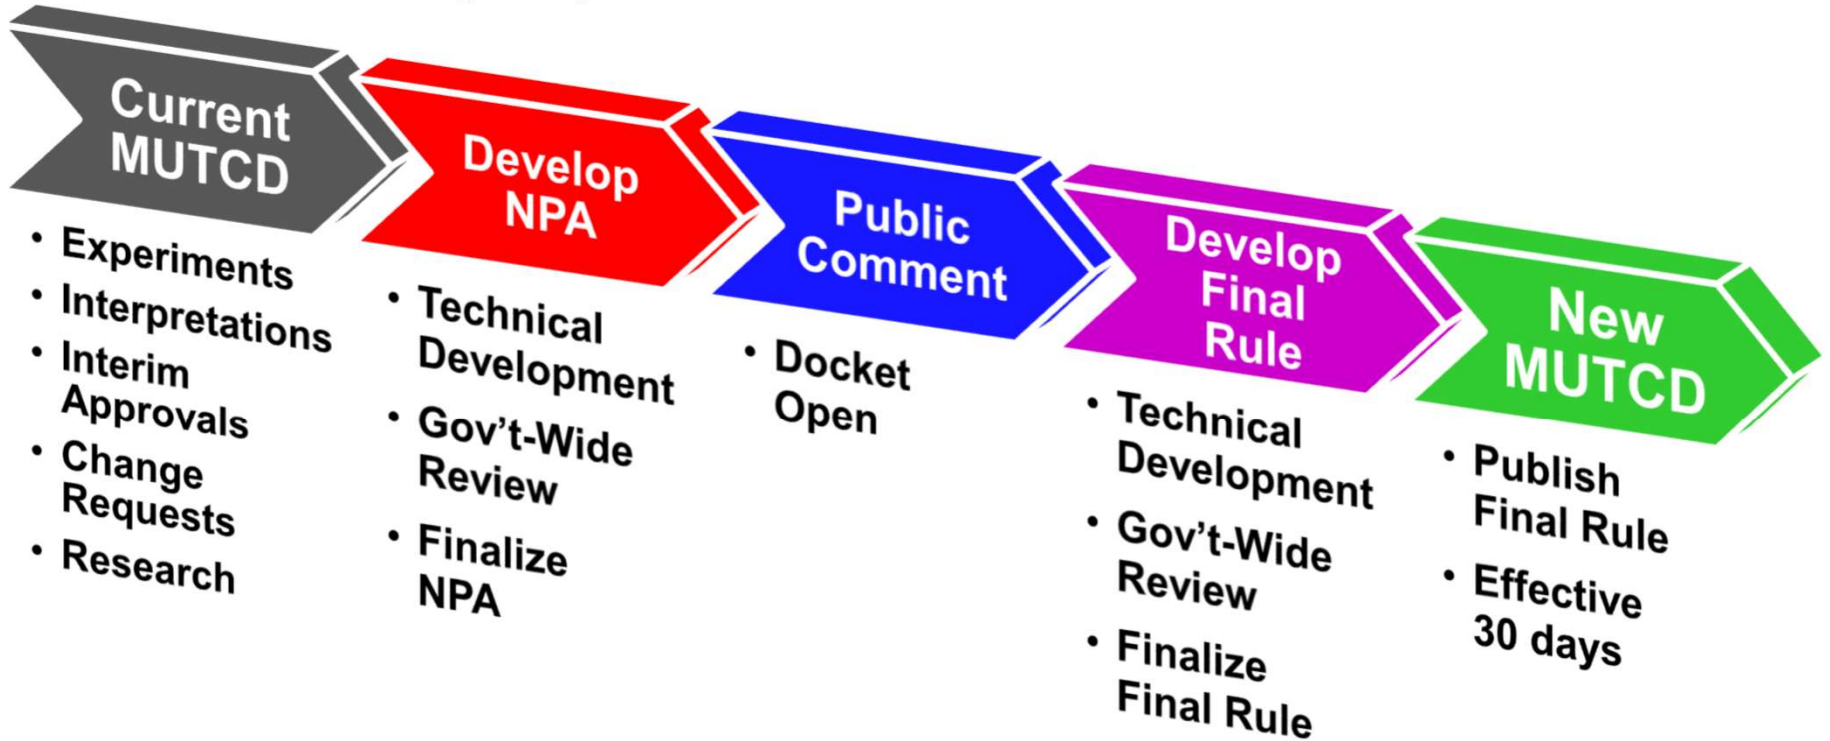 Current
MUTCD
• Experiments
• Interpretations
• Interim
Approvals
• Change
Requests
• Research
Develop
NPA
• Technical
Development
• Gov’t-Wide
Review
• Finalize
NPA
Public
Comment
• Docket
Open
Develop
Final
Rule
• Technical
Development
• Gov’t-Wide
Review
• Finalize
Final Rule
New
MUTCD
• Publish
Final Rule
• Effective
30 days